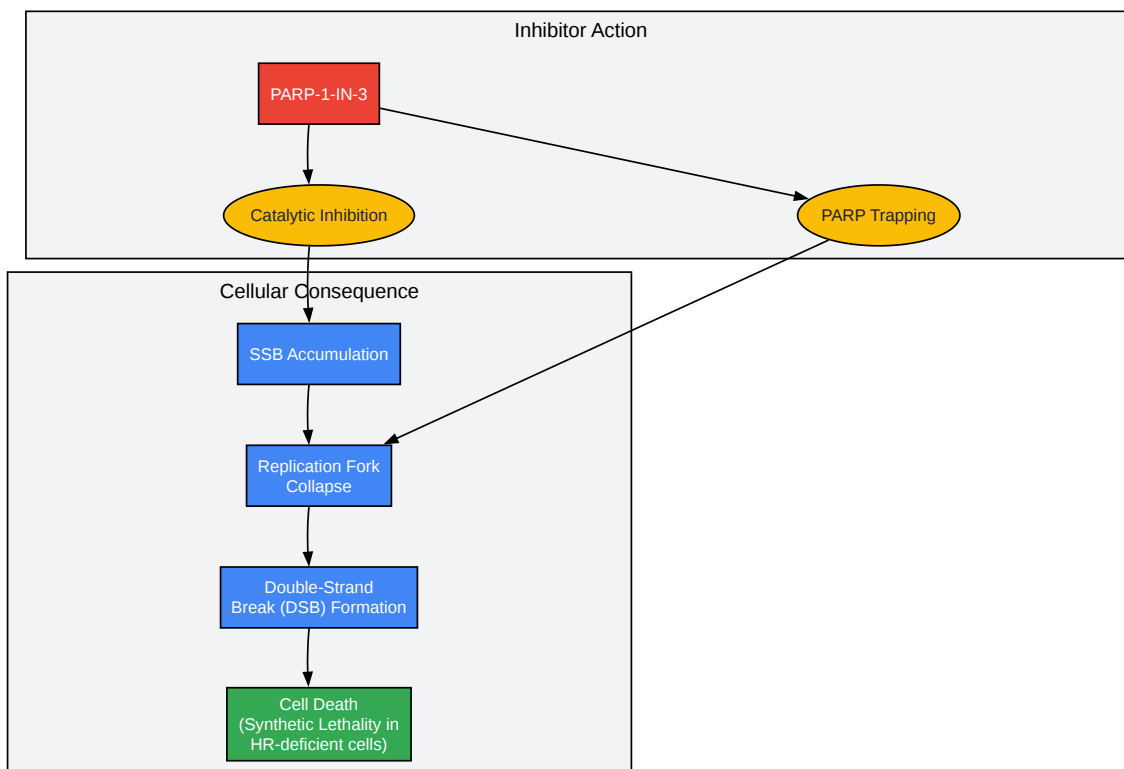 Inhibitor Action
PARP-1-IN-3
Catalytic Inhibition
PARP Trapping
Cellular Consequence
SSB Accumulation
Replication Fork
Collapse
Double-Strand
Break (DSB) Formation
Cell Death
(Synthetic Lethality in
HR-deficient cells)